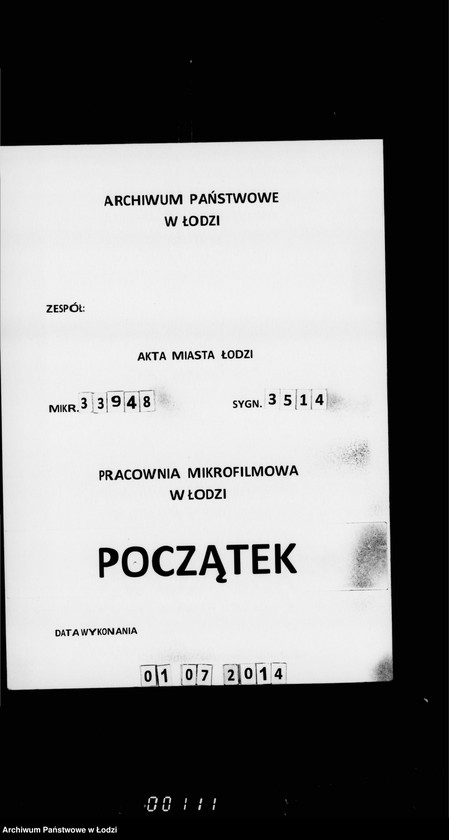 ARCHIWUM PAŃSTWOWE
W ŁODZI
ZESPÓŁ:
AKTA MIASTA ŁODZI
MIKR. 33948 SYGN. 3514
PRACOWNIA MIKROFILMOWA
W ŁODZI
POCZĄTEK
DATA WYKONANIA
01 07 2014
00111
Archiwum Państwowe w Łodzi